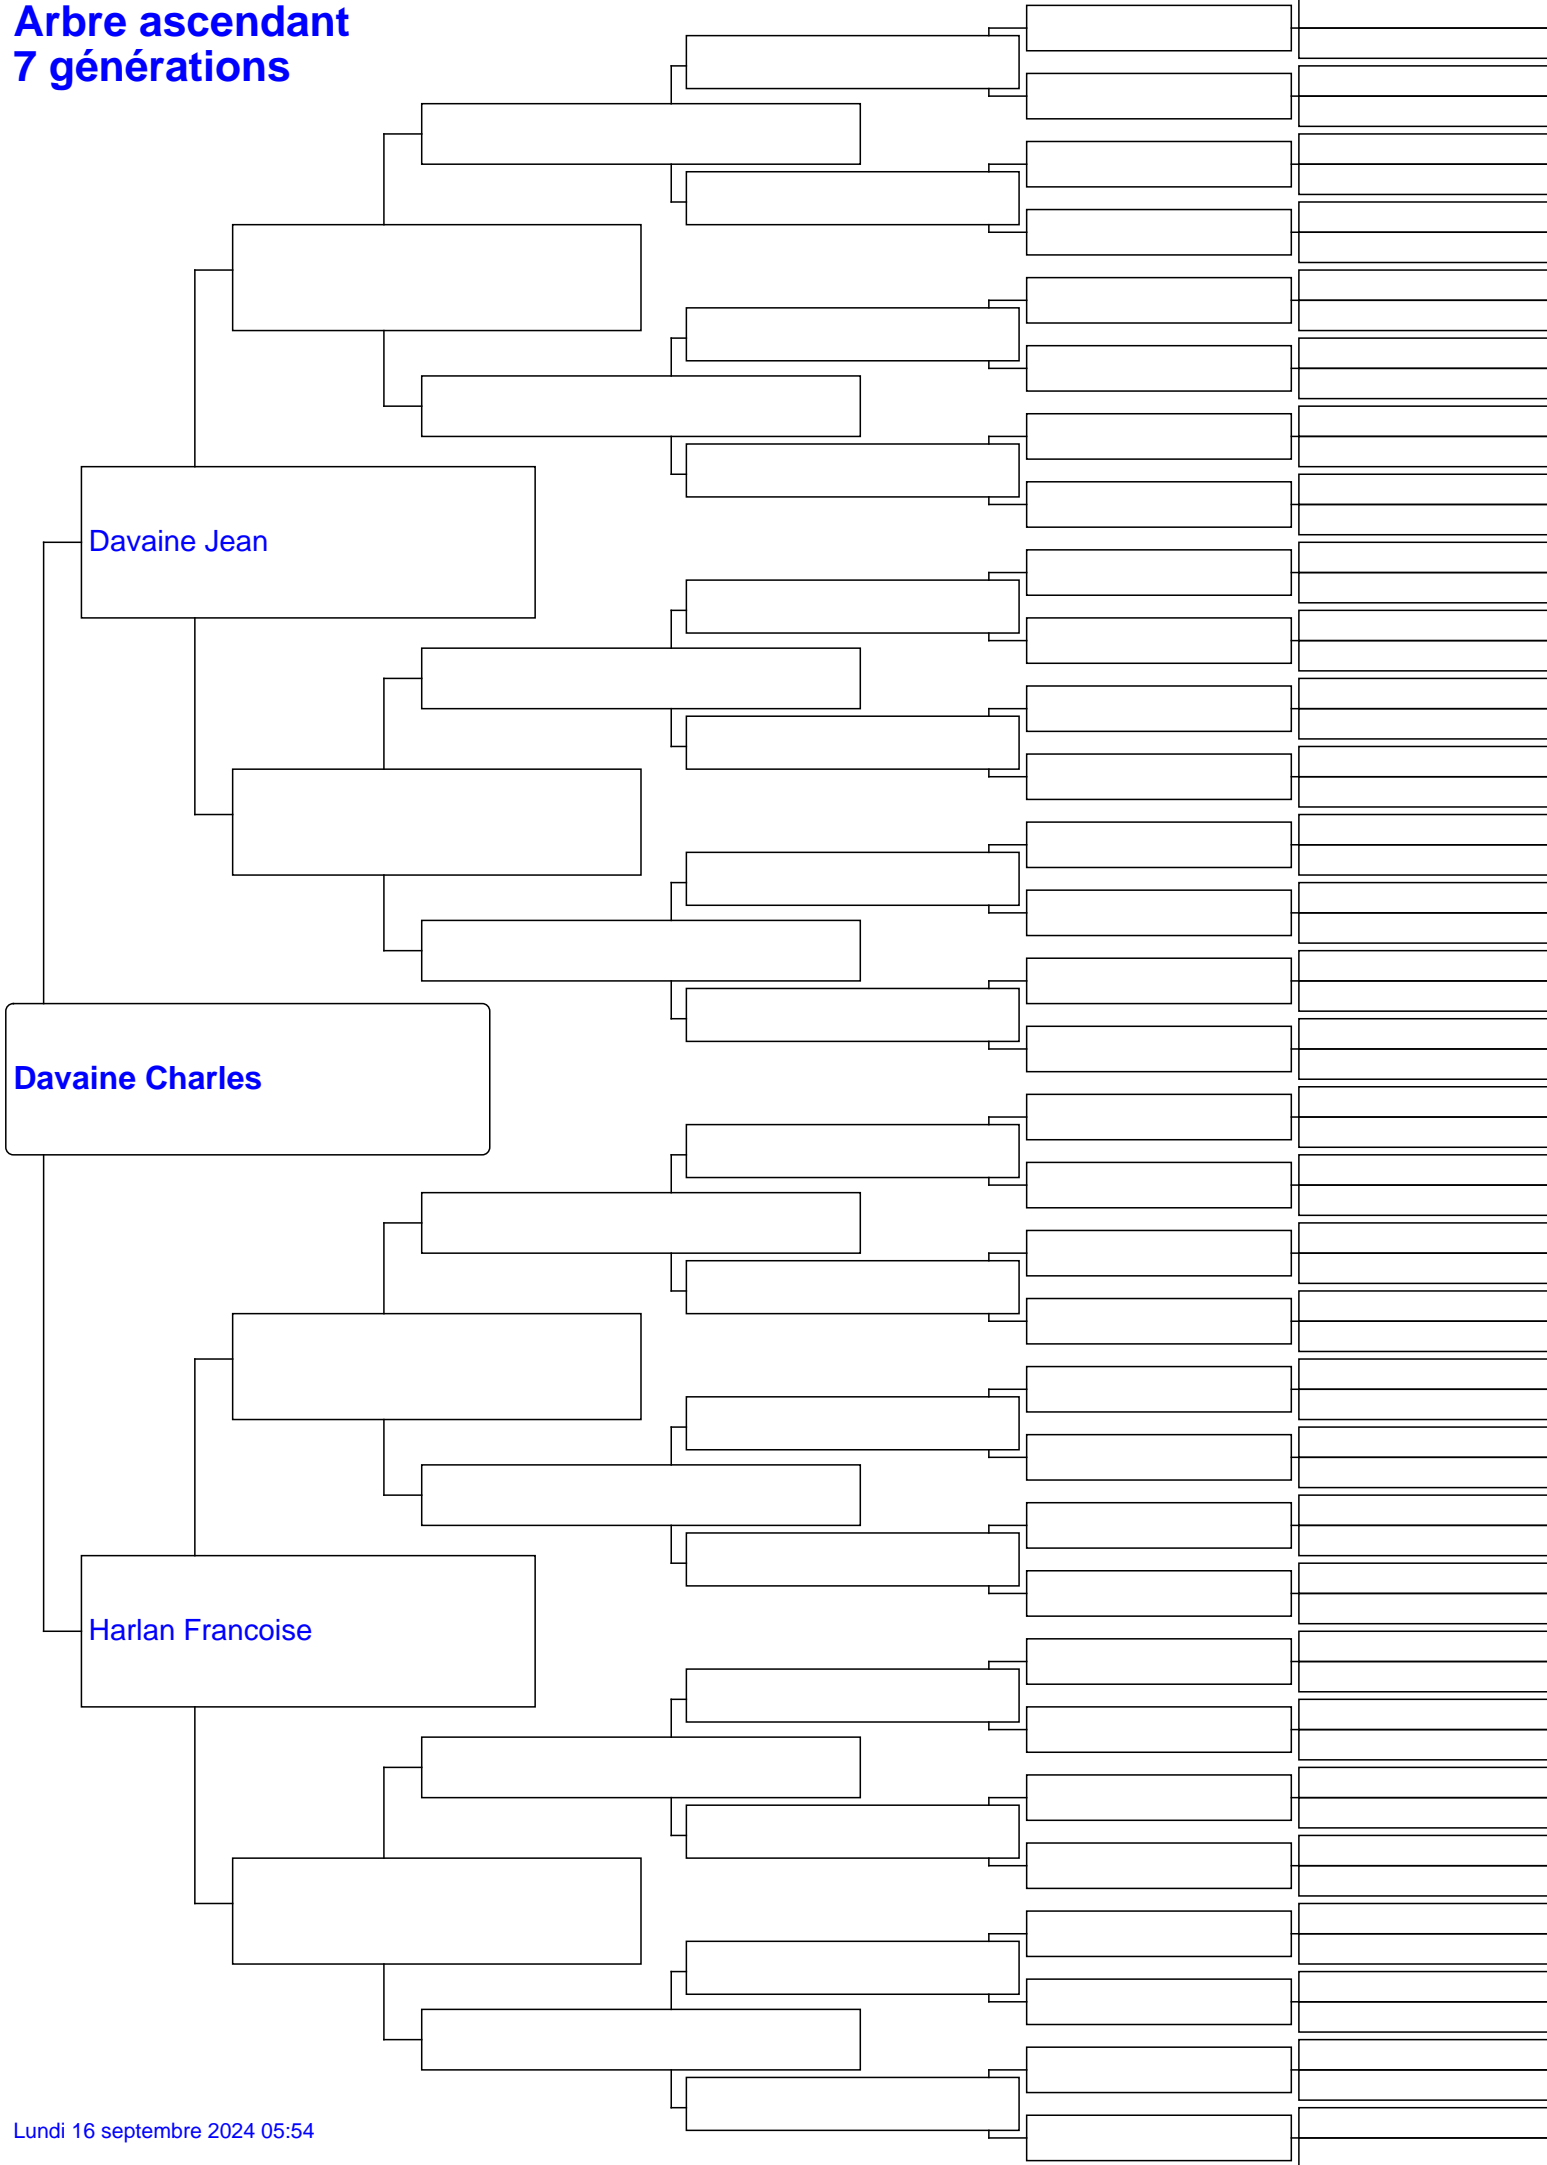 Arbre ascendant
7 générations
Davaine Jean
Davaine Charles
Harlan Francoise
Lundi 16 septembre 2024 05:54